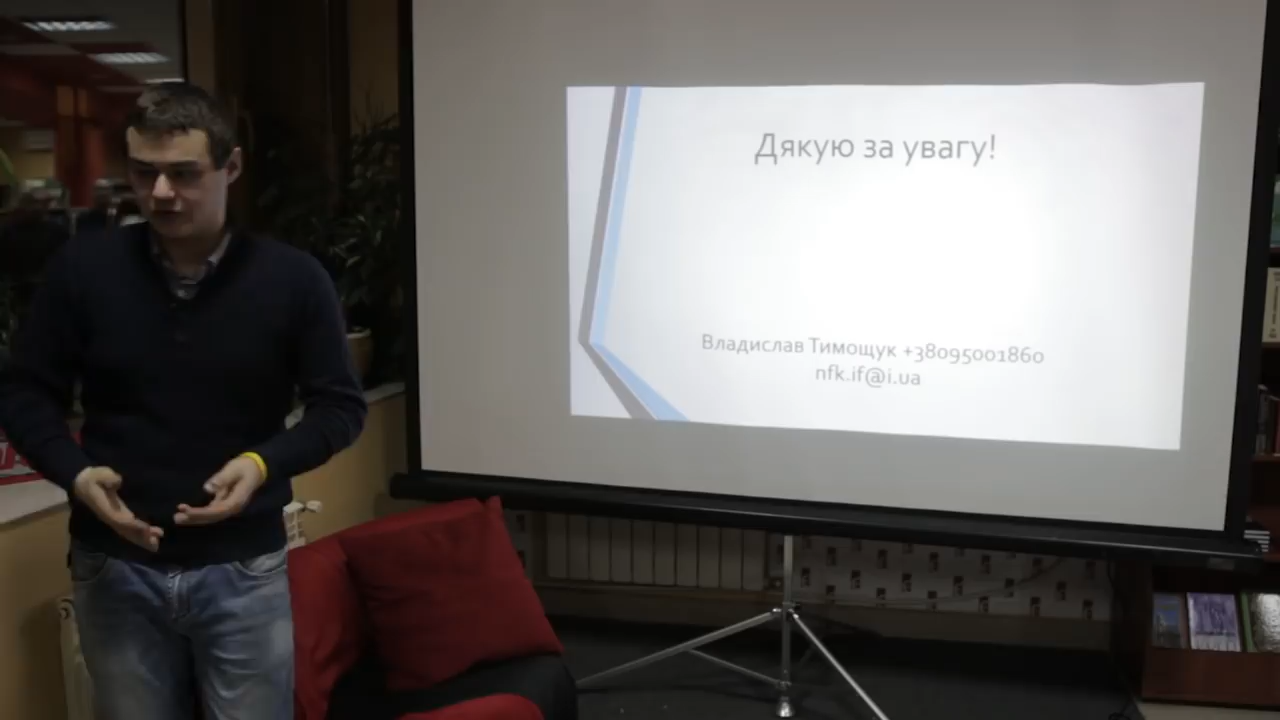 Дякую за увагу!
Владислав Тимощук +38095001860
nfk.if@i.ua